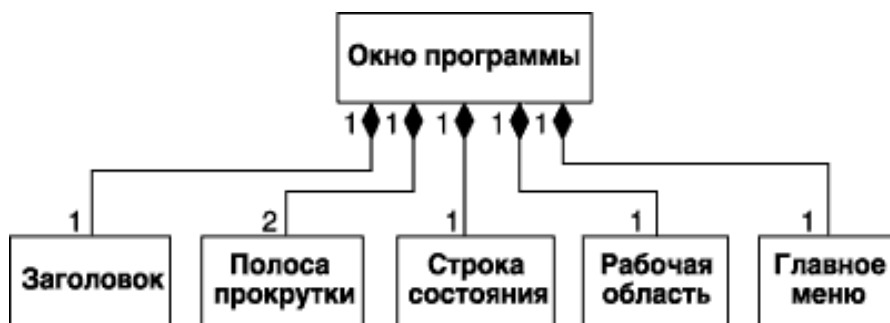 Окно программы
1 1 1 1 1
1 2 1 1 1
Заголовок
Полоса
прокрутки
Строка
состояния
Рабочая
область
Главное
меню